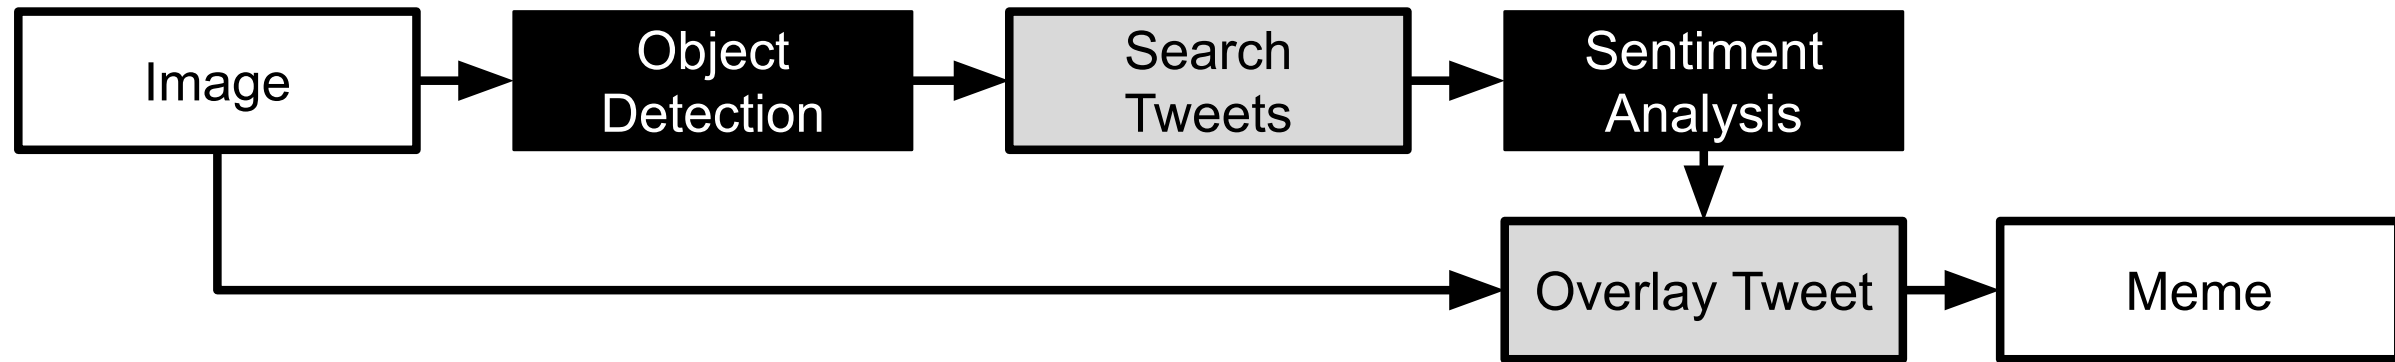 Image
Object
Detection
Search
Tweets
Sentiment
Analysis
Overlay Tweet
Meme